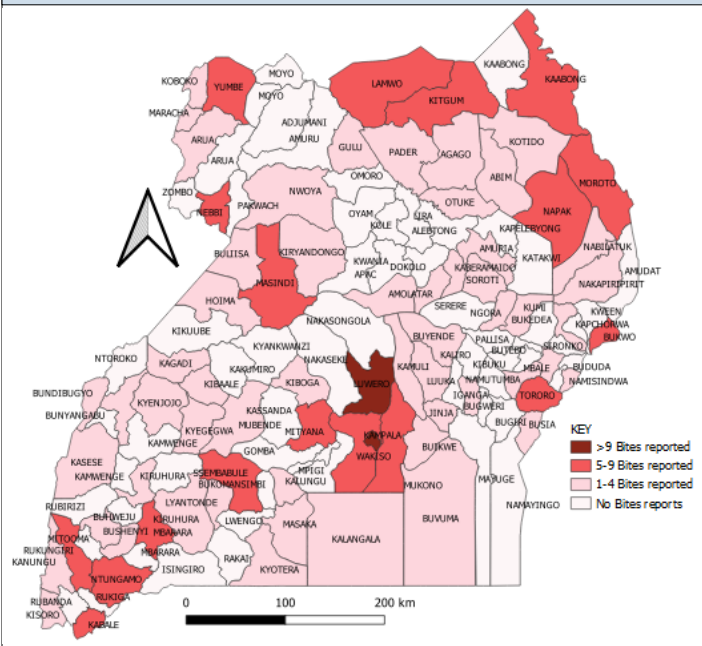 MOYO
KAABONG
KOBOKO
YUMBE
MOYO
LAMWO
KAABONG
KITGUM
MARACHA
ADJUMANI
ARUA
AMURU
GULU
PADER
AGAGO
KOTIDO
ARUA
OMORO
ABIM
MOROTO
ZOMBO
NWOYA
OTUKE
NEBBI
PAKWACH
OYAM
LIRA
NAPAK
KOLE
ALEBTONG
KAPELEBYONG
BULIISA
KIRYANDONGO
AMURIA
NABILATUK
KWANIA
DOKOLO
KATAKWI
AMUDAT
APAC
KABERAMAIDO
MASINDI
SOROTI
NAKAPIRIPIRIT
HOIMA
AMOLATAR
SERERE
KUMI
NGORA
KWEEN
NAKASONGOLA
BUKEDEA
KAPCHORWA
KIKUUBE
BUYENDE
PALLISA
BUKWO
KYANKWANZI
SIRONKO
NTOROKO
NAKASEKE
KALIRO
BUTEBO
KAGADI
KAKUMIRO
KAMULI
KIBUKU
MBALE
BUDUDA
KIBAALE
KIBOGA
LUWERO
LUUKA
NAMUTUMBA
NAMISINDWA
BUNDIBUGYO
KYENJOJO
IGANGA
TORORO
BUNYANGABU
KASSANDA
JINJA
BUGWERI
MUBENDE
MITYANA
BUGIRI
BUSIA
KYEGEGWA
KAMPALA
KEY
KAMWENGE
BUIKWE
>9 Bites reported
GOMBA
WAKISO
KASESE
5-9 Bites reported
SSEMBABULE
MPIGI
KAMWENGE
KIRUHURA
BUKOMANSIMBI
KALUNGU
MUKONO
MAYUGE
1-4 Bites reported
RUBIRIZI
LYANTONDE
NAMAYINGO
No Bites reports
BUHWEJU
KIRUHURA
LWENGO
MASAKA
BUVUMA
BUSHENYI
MBARARA
MITOOMA
KALANGALA
RUKUNGIRI
MBARARA
RAKAI
KANUNGU
ISINGIRO
KYOTERA
NTUNGAMO
RUKIGA
RUBANDA
KISORO
KABALE
0 100 200 km